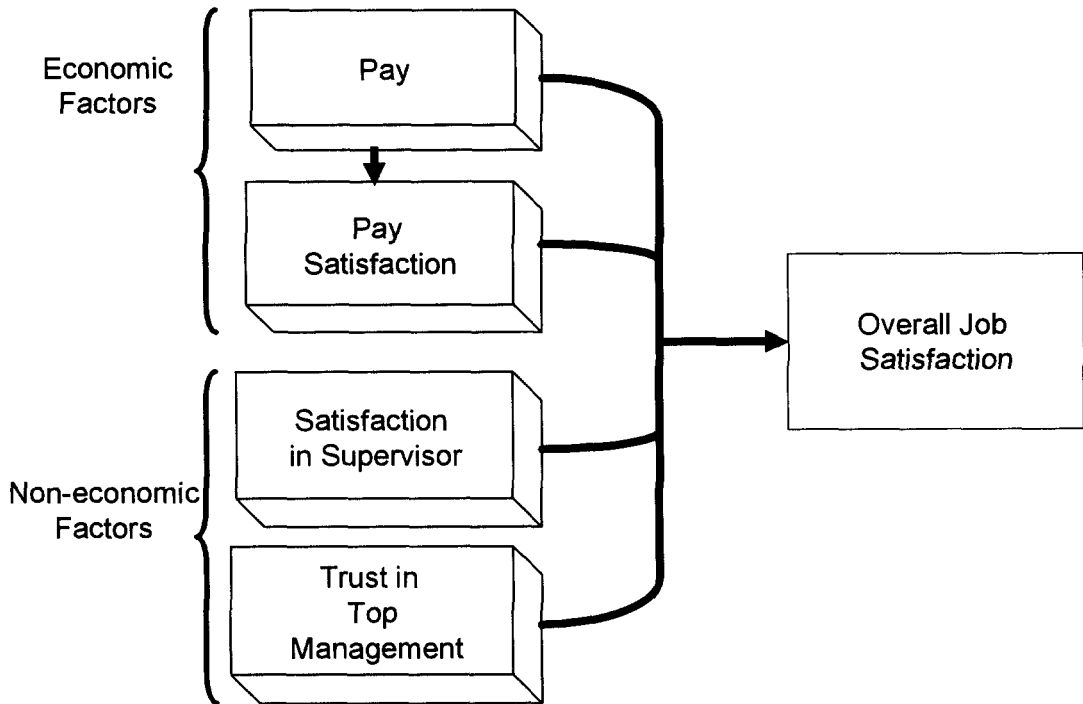 Economic
Factors
Pay
Pay
Satisfaction
Overall Job
Satisfaction
Non-economic
Factors
Satisfaction
in Supervisor
Trust in
Top
Management